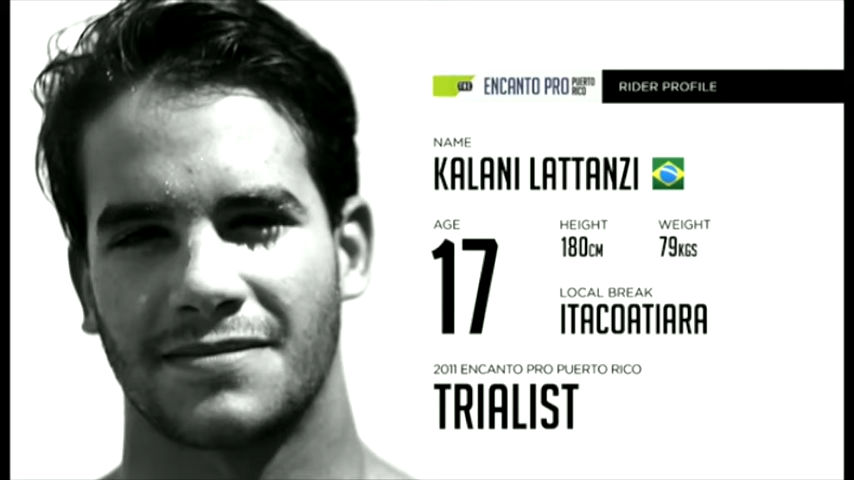 THE ENCANTO PRO PUERTO RICO RIDER PROFILE
NAME
KALANI LATTANZI
AGE HEIGHT WEIGHT
17 180CM 79KGS
LOCAL BREAK
ITACOATIARA
2011 ENCANTO PRO PUERTO RICO
TRIALIST